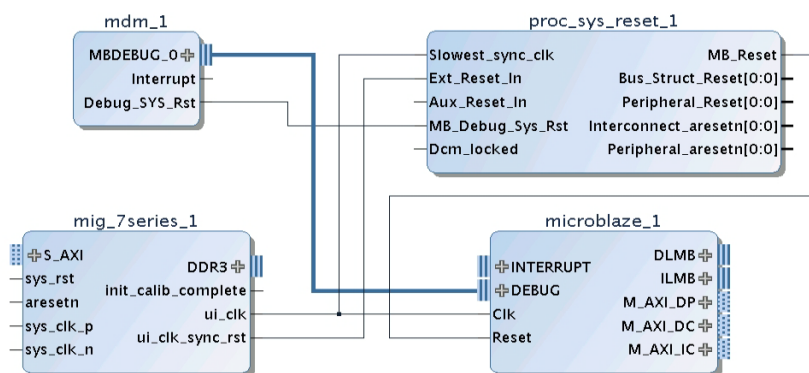 mdm_1
MBDEBUG_0
Interrupt
Debug_SYS_Rst
proc_sys_reset_1
Slowest_sync_clk
Ext_Reset_In
Aux_Reset_In
MB_Debug_Sys_Rst
Dcm_locked
MB_Reset
Bus_Struct_Reset[0:0]
Peripheral_Reset[0:0]
Interconnect_aresetn[0:0]
Peripheral_aresetn[0:0]
mig_7series_1
S_AXI
sys_rst
aresetn
sys_clk_p
sys_clk_n
DDR3
init_calib_complete
ui_clk
ui_clk_sync_rst
microblaze_1
INTERRUPT
DEBUG
Clk
Reset
DLMB
ILMB
M_AXI_DP
M_AXI_DC
M_AXI_IC